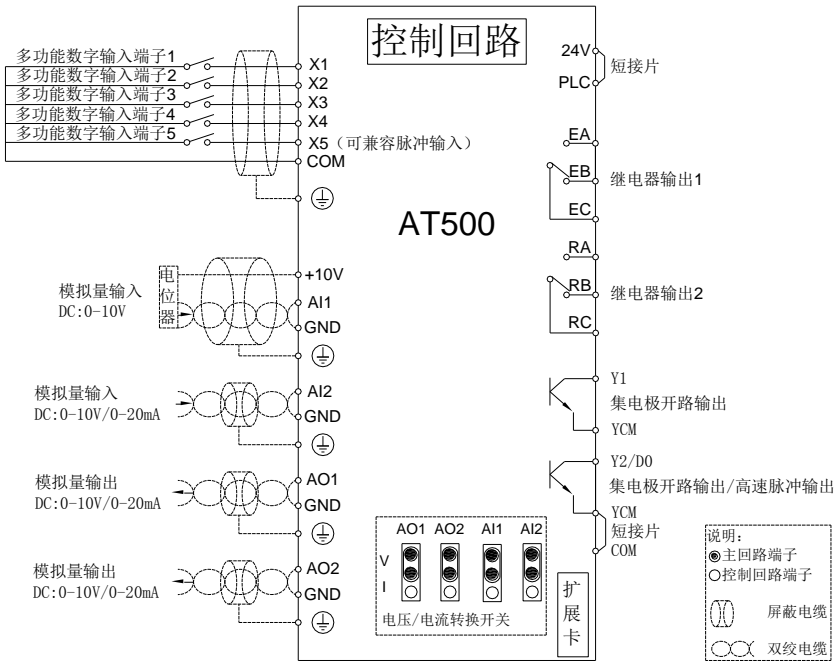 控制回路
AT500
多功能数字输入端子1
多功能数字输入端子2
多功能数字输入端子3
多功能数字输入端子4
多功能数字输入端子5
X1
X2
X3
X4
X5（可兼容脉冲输入）
COM
模拟量输入
DC:0-10V
电位器
+10V
AI1
GND
模拟量输入
DC:0-10V/0-20mA
AI2
GND
模拟量输出
DC:0-10V/0-20mA
AO1
GND
模拟量输出
DC:0-10V/0-20mA
AO2
GND
AO1 AO2 AI1 AI2
V
I
电压/电流转换开关
扩展卡
24V
PLC
短接片
EA
EB
EC
继电器输出1
RA
RB
RC
继电器输出2
Y1
集电极开路输出
YCM
Y2/DO
集电极开路输出/高速脉冲输出
YCM
短接片
COM
说明:
主回路端子
控制回路端子
屏蔽电缆
双绞电缆